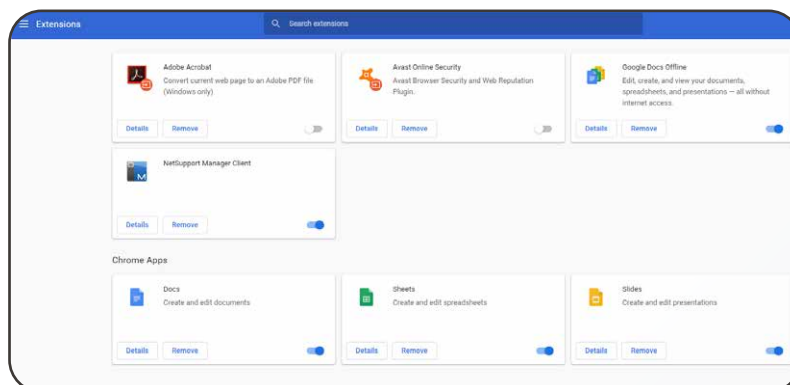 Extensions
Search extensions
Adobe Acrobat
Convert current web page to an Adobe PDF file
(Windows only)
Details Remove
Avast Online Security
Avast Browser Security and Web Reputation
Plugin.
Details Remove
Google Docs Offline
Edit, create, and view your documents,
spreadsheets, and presentations — all without
internet access.
Details Remove
NetSupport Manager Client
M
Details Remove
Chrome Apps
Docs
Create and edit documents
Details Remove
Sheets
Create and edit spreadsheets
Details Remove
Slides
Create and edit presentations
Details Remove